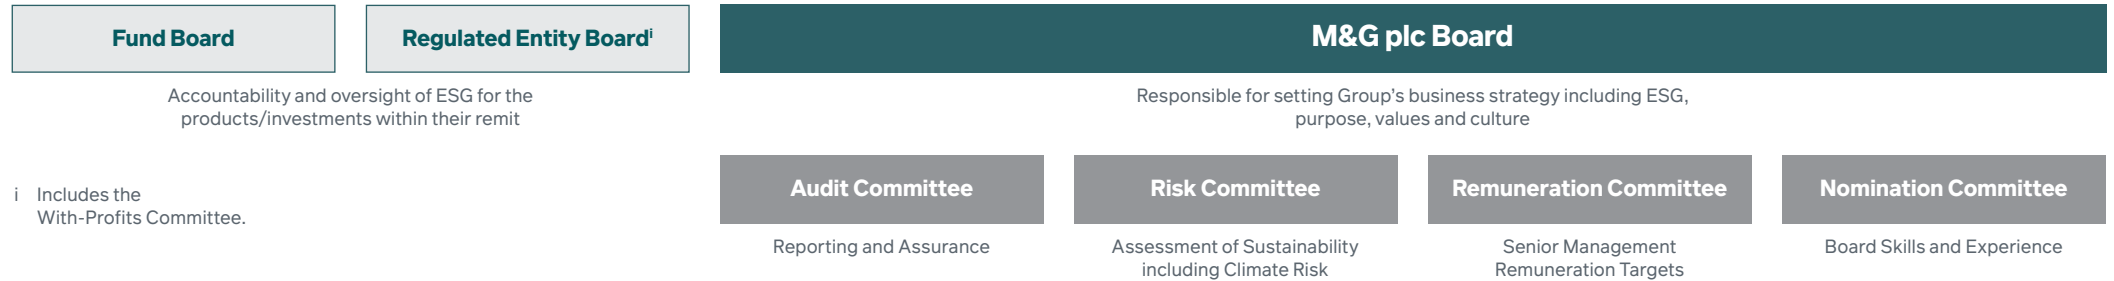 Fund Board
Regulated Entity Boardⁱ
Accountability and oversight of ESG for the
products/investments within their remit
i Includes the
With-Profits Committee.
M&G plc Board
Responsible for setting Group’s business strategy including ESG,
purpose, values and culture
Audit Committee
Reporting and Assurance
Risk Committee
Assessment of Sustainability
including Climate Risk
Remuneration Committee
Senior Management
Remuneration Targets
Nomination Committee
Board Skills and Experience